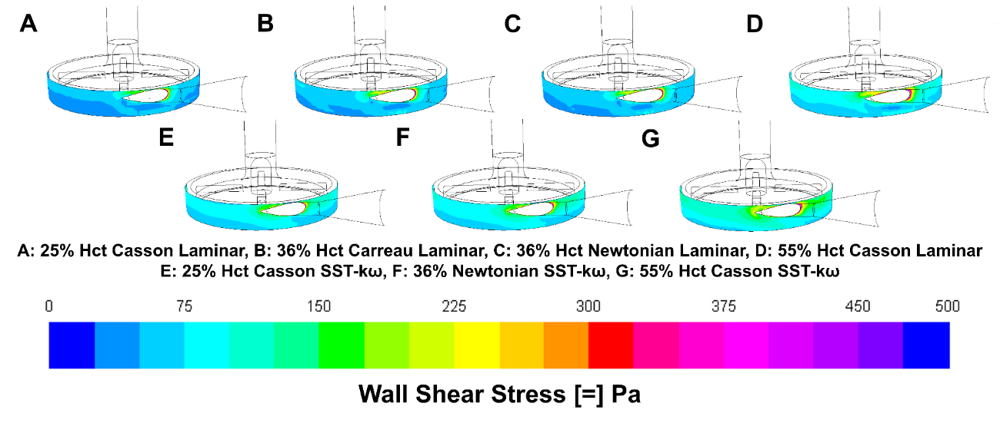 A B C D
E F G
A: 25% Hct Casson Laminar, B: 36% Hct Carreau Laminar, C: 36% Hct Newtonian Laminar, D: 55% Hct Casson Laminar
E: 25% Hct Casson SST-kω, F: 36% Newtonian SST-kω, G: 55% Hct Casson SST-kω
0 75 150 225 300 375 450 500
Wall Shear Stress [=] Pa